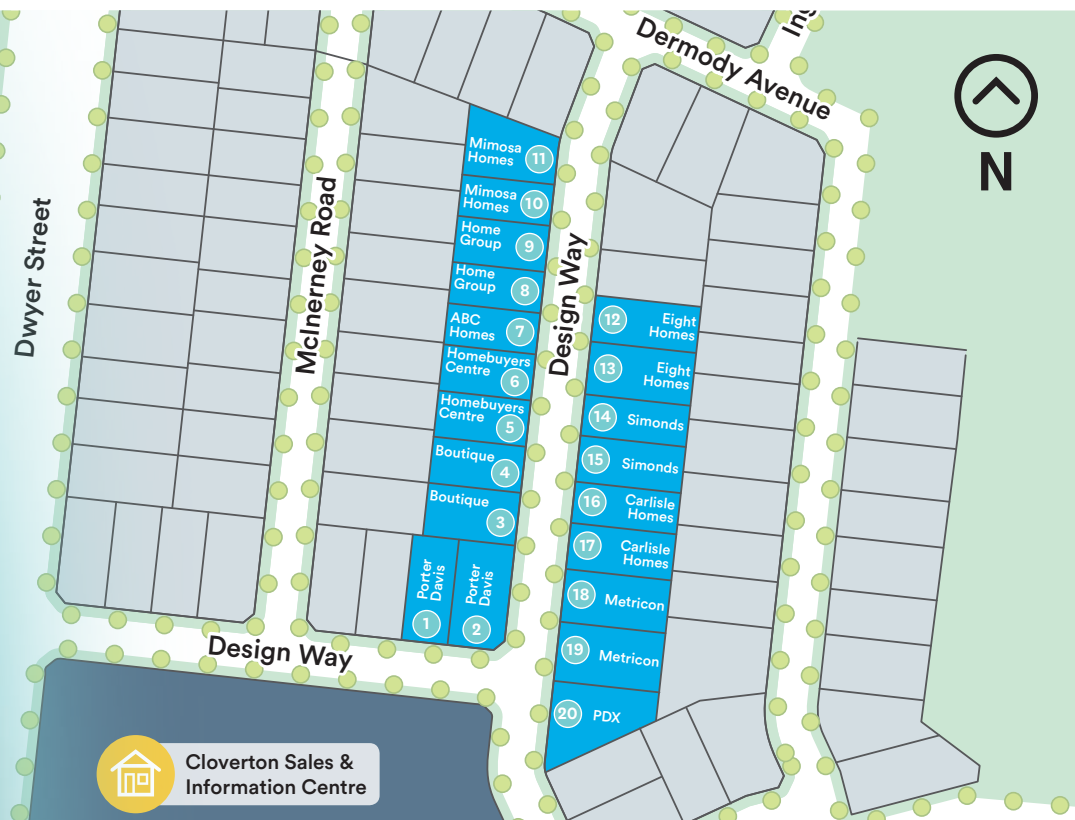 Ing
Dermody Avenue
N
Dwyer Street
McInerney Road
Design Way
Mimosa
Homes 11
Mimosa
Homes 10
Home
Group 9
Home
Group 8
ABC
Homes 7
Homebuyers
Centre 6
Homebuyers
Centre 5
Boutique
4
Boutique
3
Porter
Davis
1
Porter
Davis
2
12 Eight
Homes
13 Eight
Homes
14 Simonds
15 Simonds
16 Carlisle
Homes
17 Carlisle
Homes
18 Metricon
19 Metricon
20 PDX
Design Way
Cloverton Sales &
Information Centre